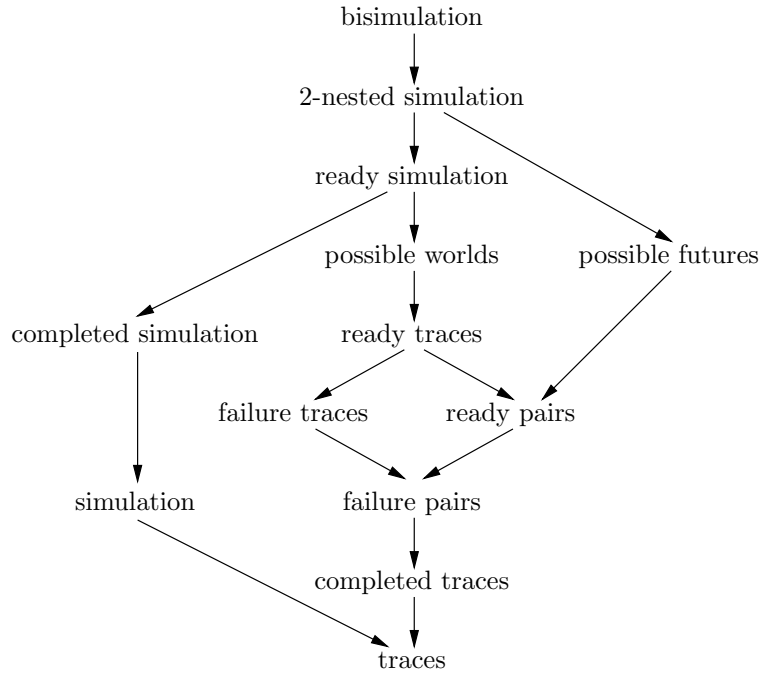 bisimulation
2-nested simulation
ready simulation
possible worlds
possible futures
completed simulation
ready traces
failure traces
ready pairs
simulation
failure pairs
completed traces
traces